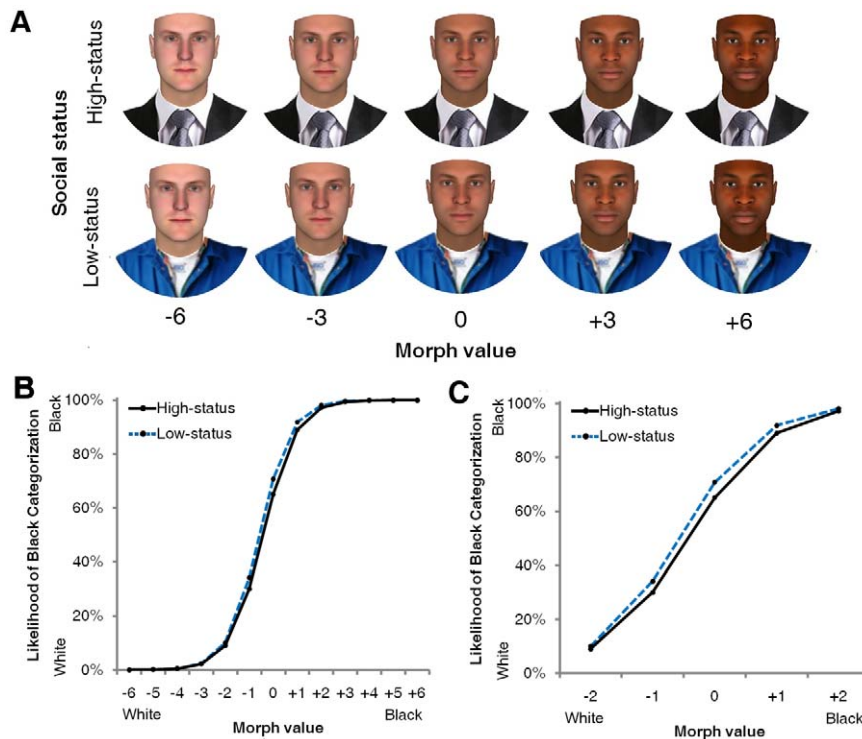 A
Social status
High-status
Low-status
-6 -3 0 +3 +6
Morph value
B
Likelihood of Black Categorization
Black
White
100%
80%
60%
40%
20%
0%
High-status
Low-status
-6 -5 -4 -3 -2 -1 0 +1 +2 +3 +4 +5 +6
White Black
Morph value
C
Likelihood of Black Categorization
Black
White
100%
80%
60%
40%
20%
0%
High-status
Low-status
-2 -1 0 +1 +2
White Black
Morph value